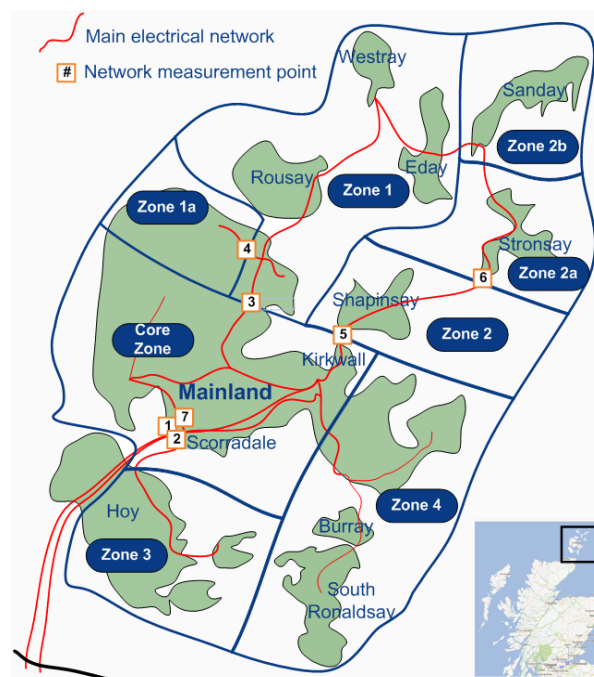 Main electrical network
# Network measurement point
Westray
Sanday
Zone 2b
Eday
Rousay
Zone 1
Zone 1a
Stronsay
4
6
Zone 2a
3
Shapinsay
Zone 2
5
Core
Zone
Kirkwall
Mainland
7
1
2
Scorradale
Hoy
Zone 4
Burray
Zone 3
South
Ronaldsay